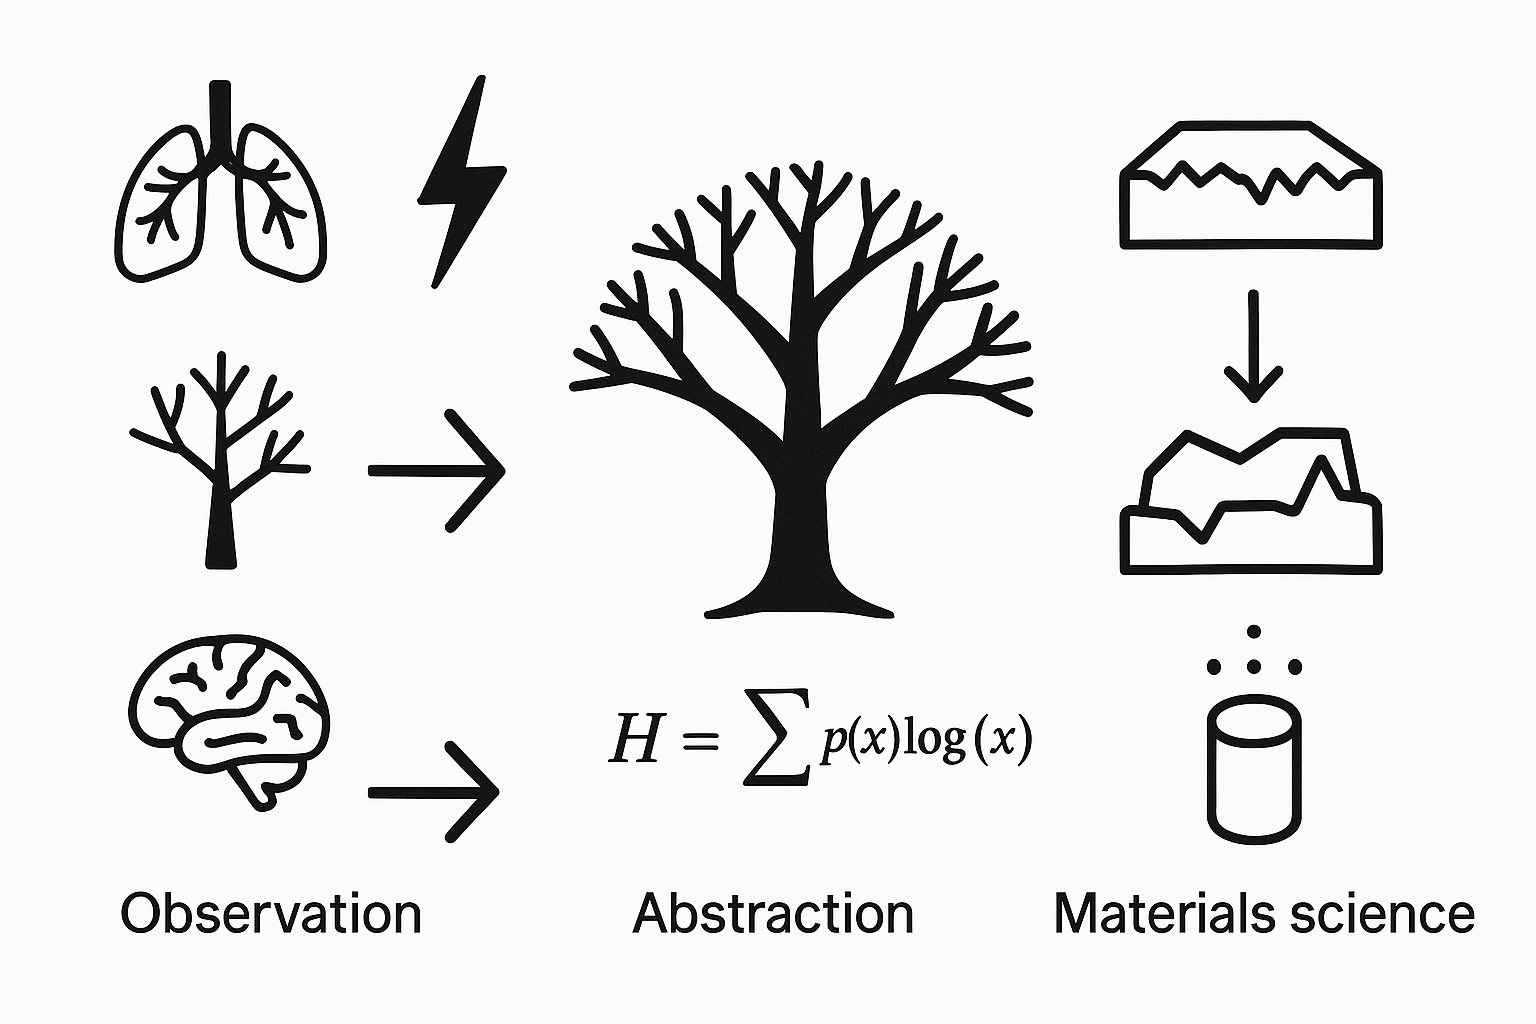 H = ∑ p(x)log(x)
Observation
Abstraction
Materials science